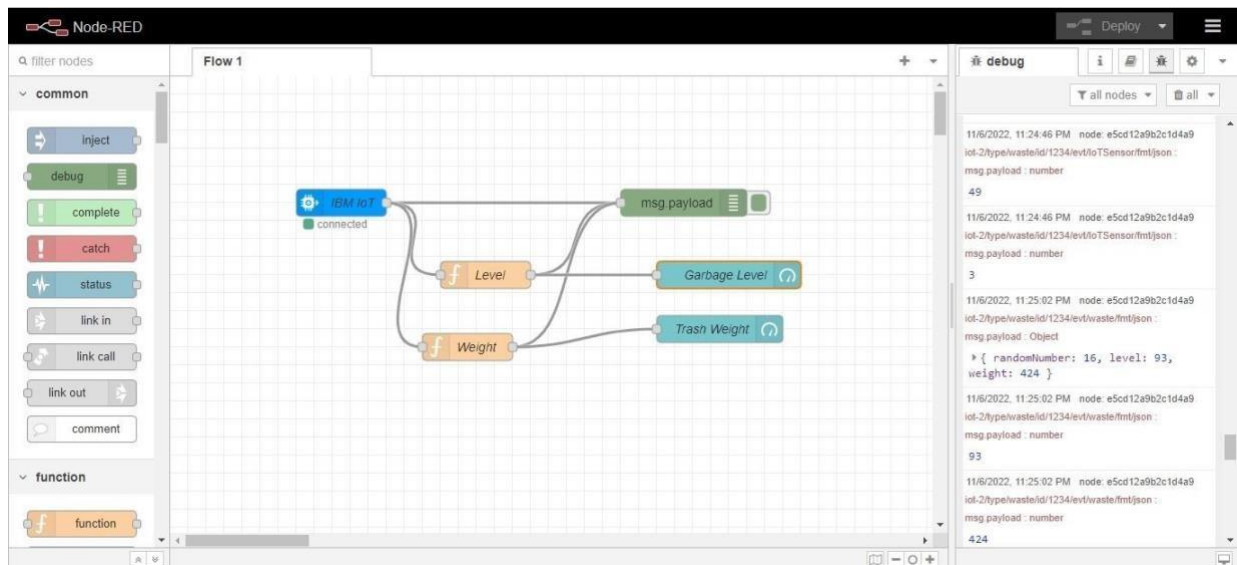 Node-RED
Deploy
filter nodes
common
inject
debug
complete
catch
status
link in
link call
link out
comment
function
function
Flow 1
IBM IoT
connected
Level
Weight
msg.payload
Garbage Level
Trash Weight
debug
i
all nodes
all
11/6/2022, 11:24:46 PM node: e5cd12a9b2c1d4a9
iot-2/type/waste/id/1234/evt/IoTSensor/fmt/json :
msg.payload : number
49
11/6/2022, 11:24:46 PM node: e5cd12a9b2c1d4a9
iot-2/type/waste/id/1234/evt/IoTSensor/fmt/json :
msg.payload : number
3
11/6/2022, 11:25:02 PM node: e5cd12a9b2c1d4a9
iot-2/type/waste/id/1234/evt/waste/fmt/json :
msg.payload : Object
{ randomNumber: 16, level: 93,
weight: 424 }
11/6/2022, 11:25:02 PM node: e5cd12a9b2c1d4a9
iot-2/type/waste/id/1234/evt/waste/fmt/json :
msg.payload : number
93
11/6/2022, 11:25:02 PM node: e5cd12a9b2c1d4a9
iot-2/type/waste/id/1234/evt/waste/fmt/json :
msg.payload : number
424